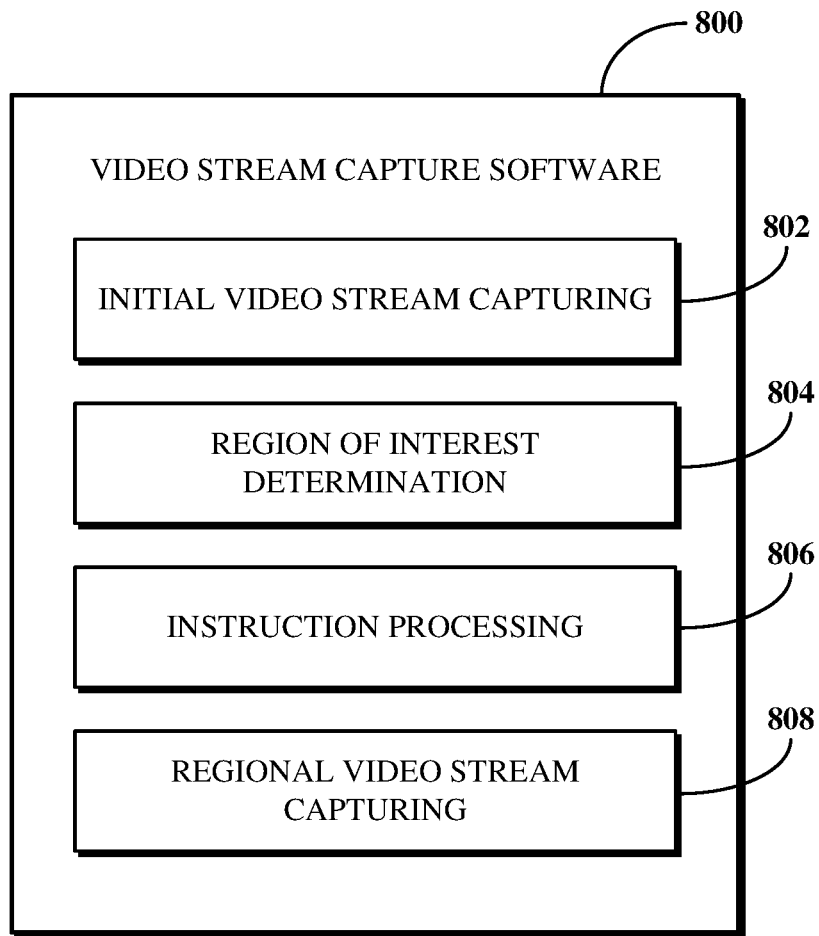 800
VIDEO STREAM CAPTURE SOFTWARE
802
INITIAL VIDEO STREAM CAPTURING
804
REGION OF INTEREST
DETERMINATION
806
INSTRUCTION PROCESSING
808
REGIONAL VIDEO STREAM
CAPTURING